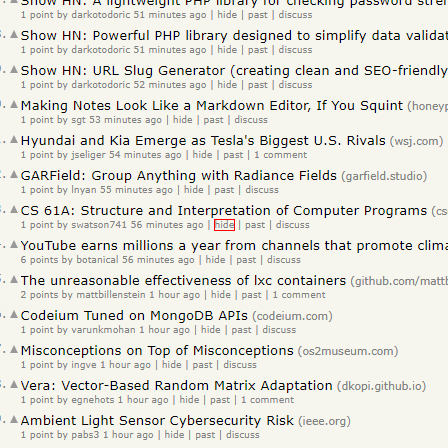 Show HN: A lightweight PHP library for checking password
1 point by darkotodoric 51 minutes ago | hide | past | discuss
▲ Show HN: Powerful PHP library designed to simplify data
1 point by darkotodoric 51 minutes ago | hide | past | discuss
▲ Show HN: URL Slug Generator (creating clean and SEO-friendly
1 point by darkotodoric 52 minutes ago | hide | past | discuss
▲ Making Notes Look Like a Markdown Editor, If You Squint
1 point by sgt 53 minutes ago | hide | past | discuss
▲ Hyundai and Kia Emerge as Tesla's Biggest U.S. Rivals (wsj.com)
1 point by jseliger 54 minutes ago | hide | past | 1 comment
▲ GARField: Group Anything with Radiance Fields (garfield.studio)
1 point by lnyan 55 minutes ago | hide | past | discuss
▲ CS 61A: Structure and Interpretation of Computer Programs (cs
1 point by swatson741 56 minutes ago | hide | past | discuss
▲ YouTube earns millions a year from channels that promote
6 points by botanical 56 minutes ago | hide | past | discuss
▲ The unreasonable effectiveness of lxc containers (github.com/mattb
2 points by mattbillenstein 1 hour ago | hide | past | 1 comment
▲ Codeium Tuned on MongoDB APIs (codeium.com)
1 point by varunkmohan 1 hour ago | hide | past | discuss
▲ Misconceptions on Top of Misconceptions (os2museum.com)
1 point by ingve 1 hour ago | hide | past | discuss
▲ Vera: Vector-Based Random Matrix Adaptation (dkopi.github.io)
1 point by egnehots 1 hour ago | hide | past | 1 comment
▲ Ambient Light Sensor Cybersecurity Risk (ieee.org)
1 point by pabs3 1 hour ago | hide | past | discuss